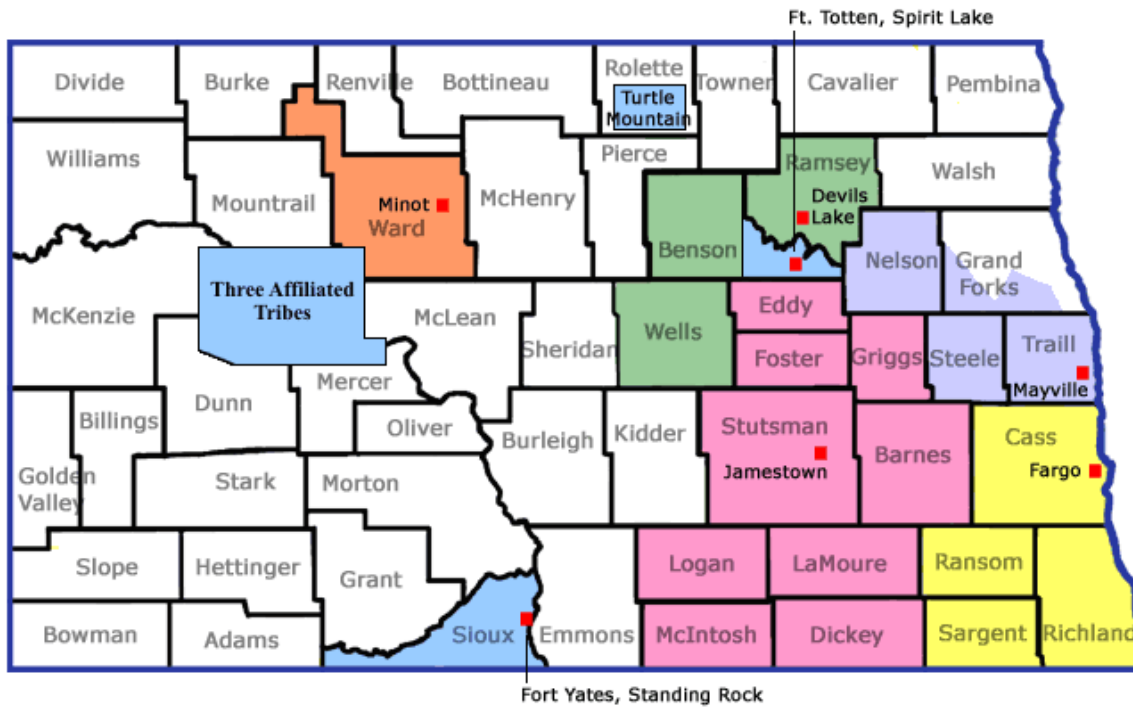 Ft. Totten, Spirit Lake
Divide
Burke
Renville
Bottineau
Rolette
Towner
Cavalier
Pembina
Turtle
Mountain
Williams
Mountrail
Minot
Ward
McHenry
Pierce
Ramsey
Devils
Lake
Walsh
Benson
Nelson
Grand
Forks
McKenzie
Three Affiliated
Tribes
McLean
Sheridan
Wells
Eddy
Foster
Griggs
Steele
Traill
Mayville
Golden
Valley
Billings
Dunn
Mercer
Oliver
Burleigh
Kidder
Stutsman
Jamestown
Barnes
Cass
Fargo
Stark
Morton
Slope
Hettinger
Grant
Logan
LaMoure
Ransom
Bowman
Adams
Sioux
Emmons
McIntosh
Dickey
Sargent
Richland
Fort Yates, Standing Rock